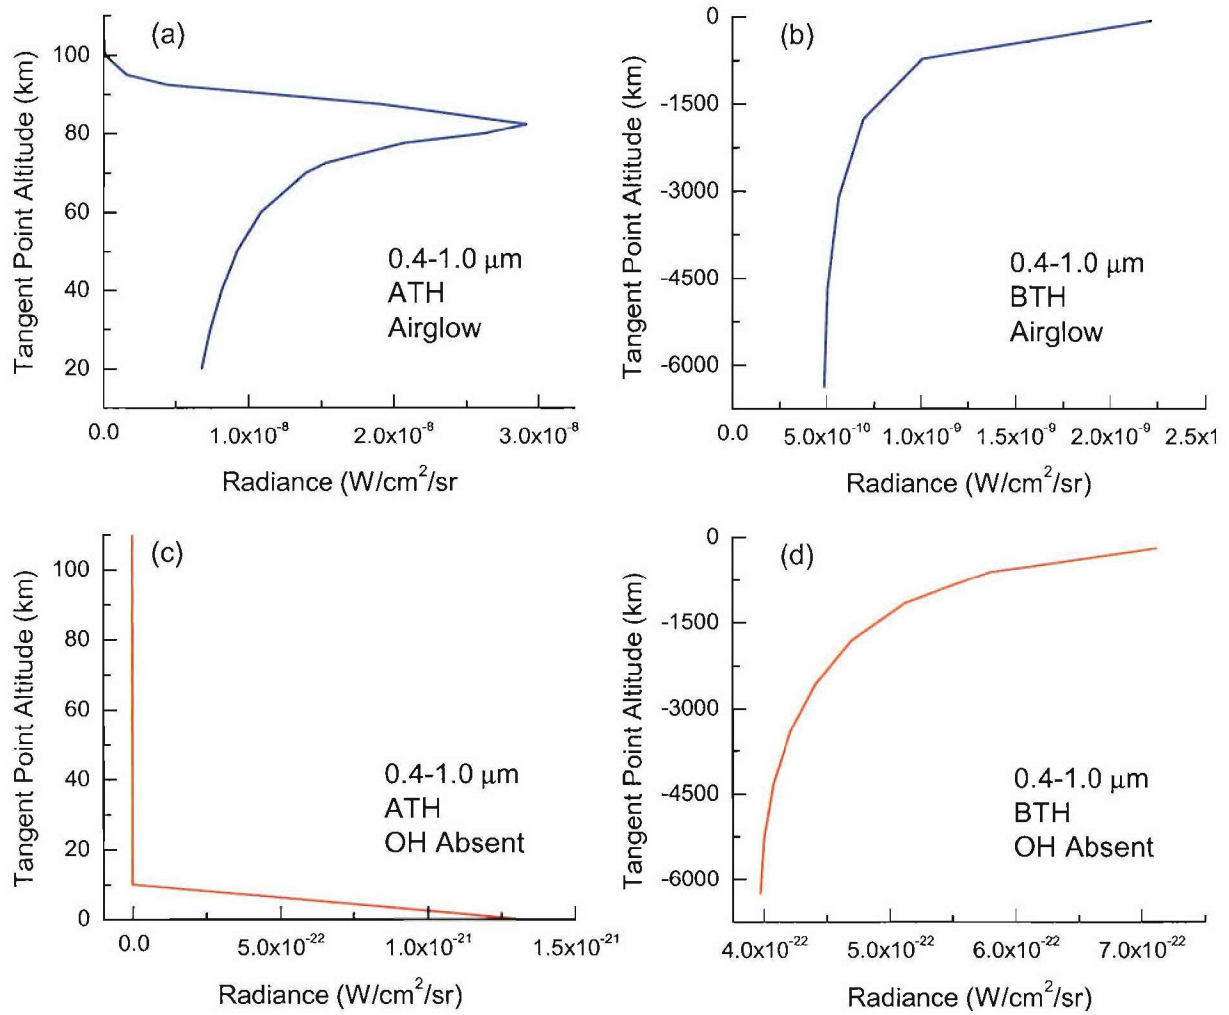 (a)
100
80
60
40
20
Tangent Point Altitude (km)
0.4-1.0 μm
ATH
Airglow
0.0
1.0x10⁻⁸
2.0x10⁻⁸
3.0x10⁻⁸
Radiance (W/cm²/sr
(b)
0
-1500
-3000
-4500
-6000
Tangent Point Altitude (km)
0.4-1.0 μm
BTH
Airglow
0.0
5.0x10⁻¹⁰
1.0x10⁻⁹
1.5x10⁻⁹
2.0x10⁻⁹
2.5x1
Radiance (W/cm²/sr)
(c)
100
80
60
40
20
0
Tangent Point Altitude (km)
0.4-1.0 μm
ATH
OH Absent
0.0
5.0x10⁻²²
1.0x10⁻²¹
1.5x10⁻²¹
Radiance (W/cm²/sr)
(d)
0
-1500
-3000
-4500
-6000
Tangent Point Altitude (km)
0.4-1.0 μm
BTH
OH Absent
4.0x10⁻²²
5.0x10⁻²²
6.0x10⁻²²
7.0x10⁻²²
Radiance (W/cm²/sr)